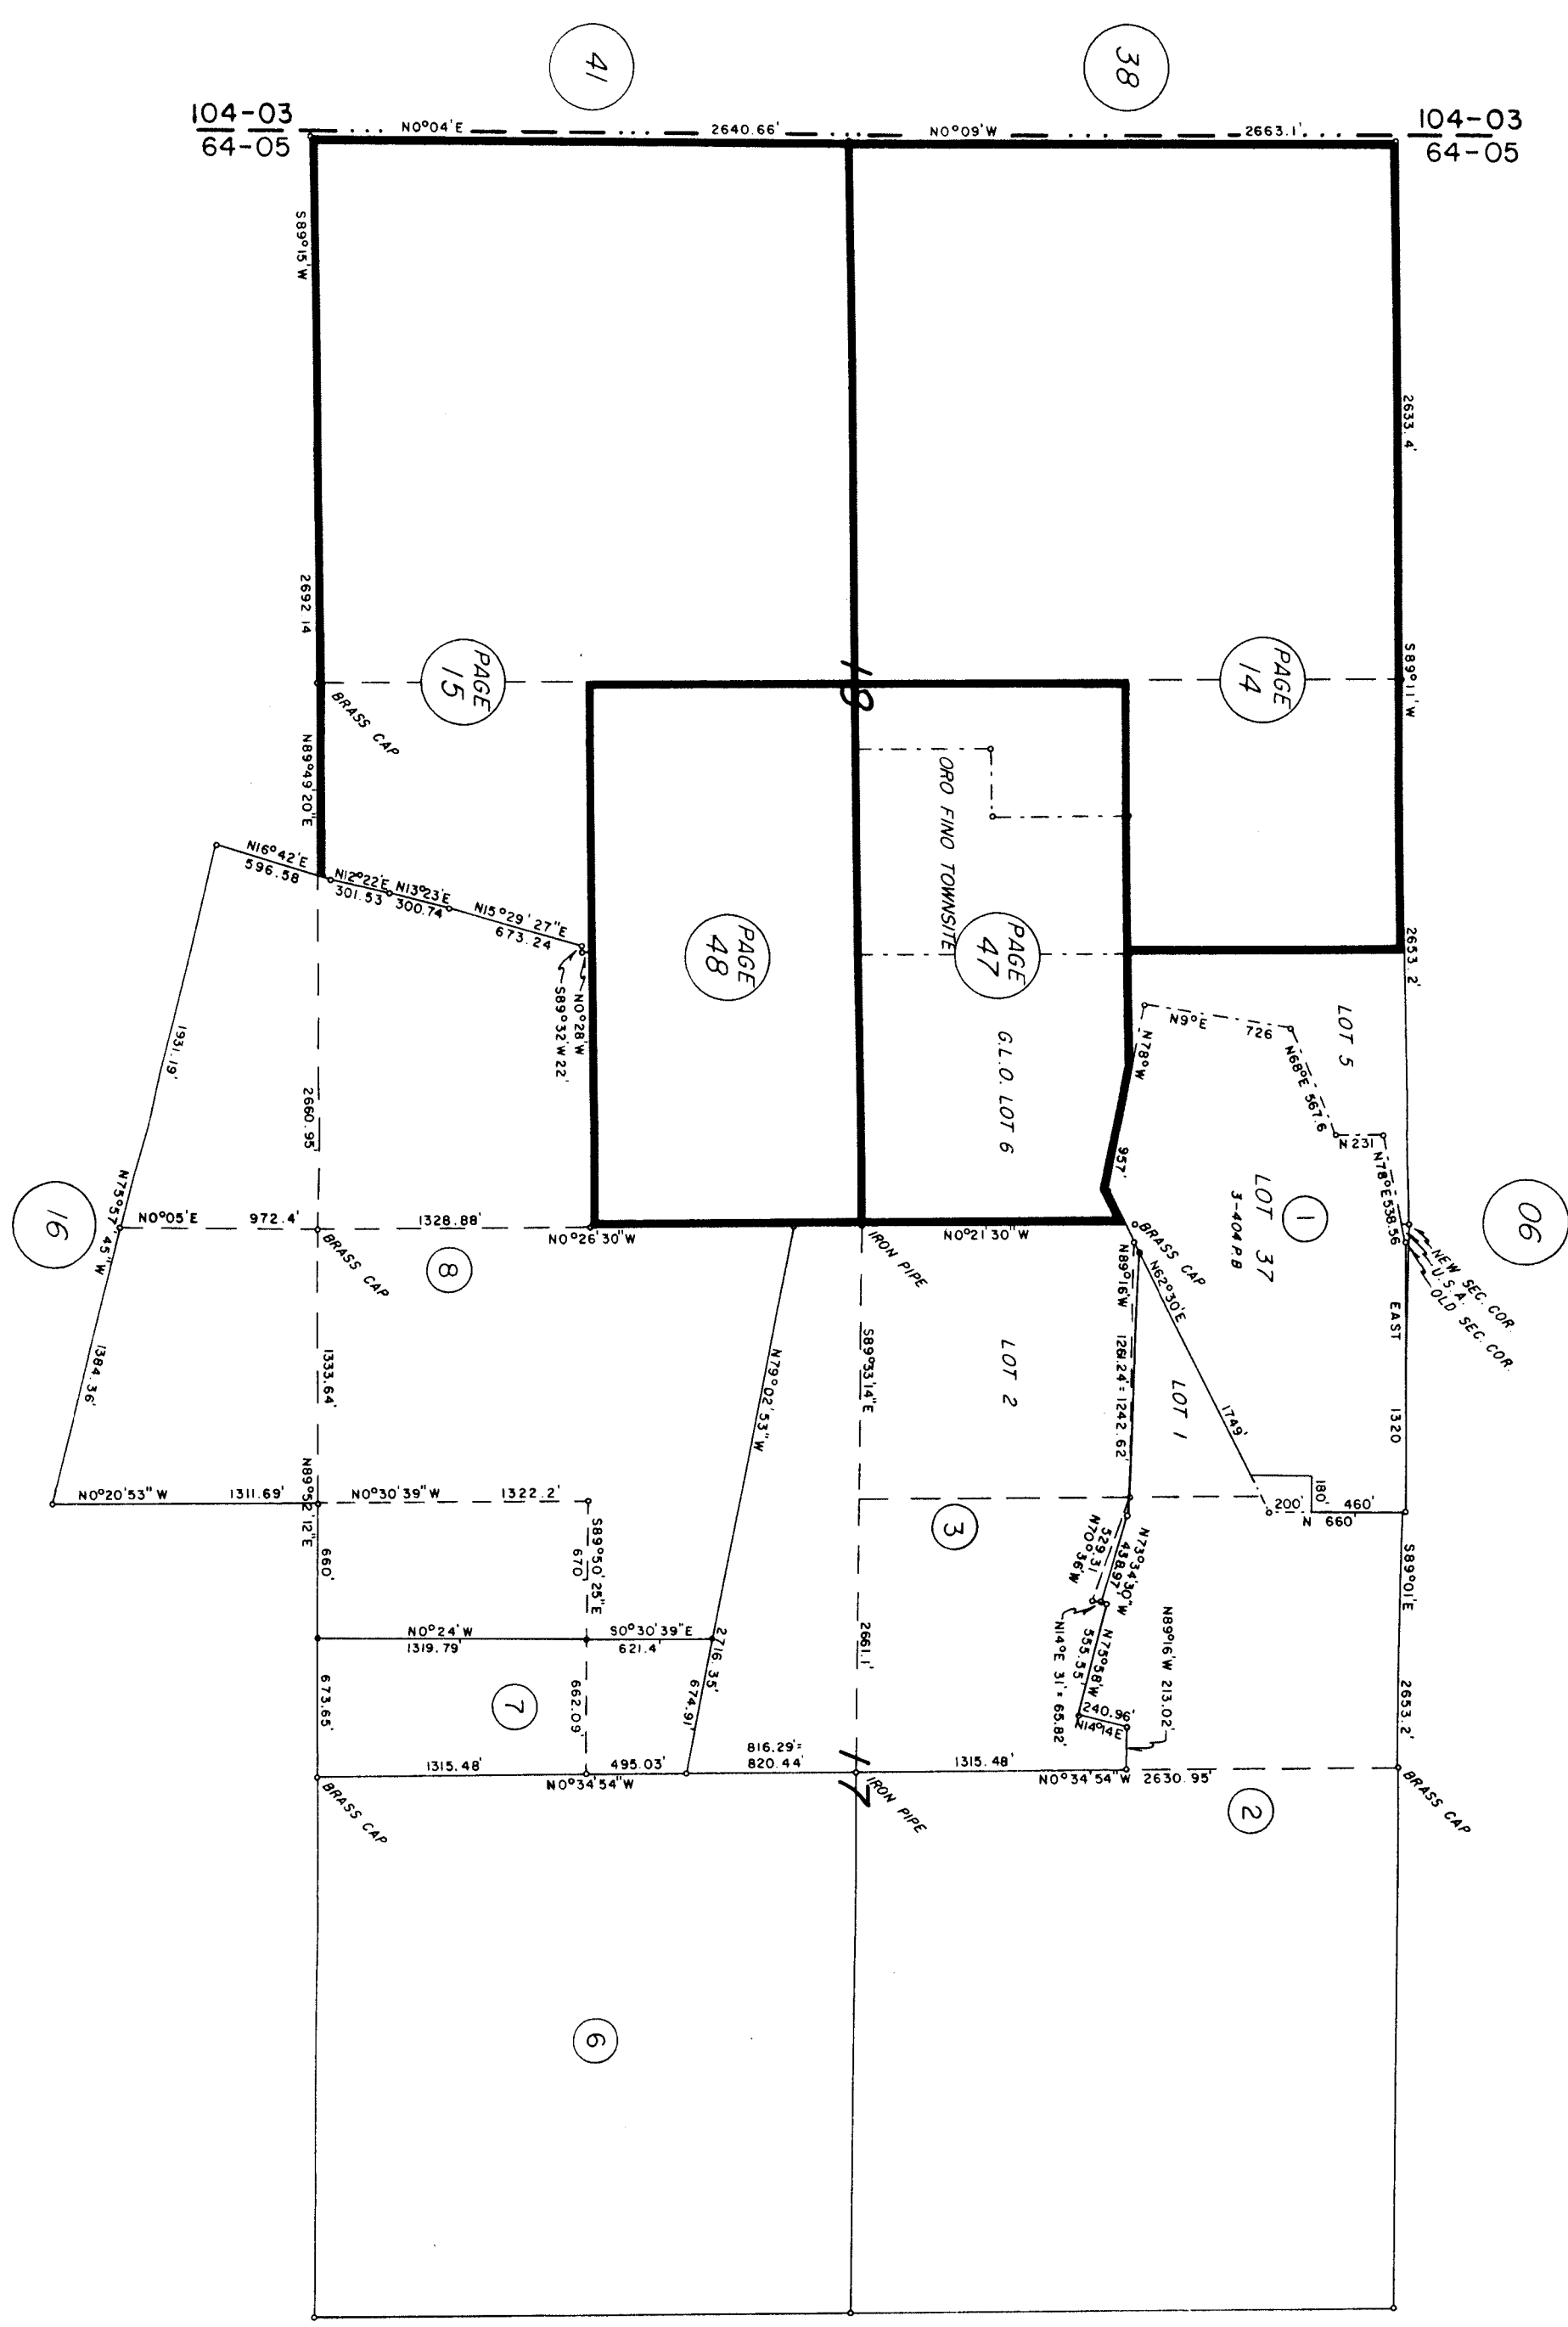 41
38
104-03
64-05
104-03
64-05
N0°04'E
2640.66'
N0°09'W
2663.1'
S89°15'W
2692.14
2633.4'
S89°11'W
2653.2'
PAGE
15
PAGE
14
18
BRASS CAP
N89°49'20"E
ORO FINO TOWNSITE
PAGE
48
PAGE
47
G.L.O. LOT 6
N16°42'E
596.58
N12°22'E
301.53
N13°23'E
300.74
N15°29'27"E
673.24
N0°28'W
S89°32'W 22'
LOT 5
N9°E
726
N78°W
957'
N68°E 567.6
N 231
N78°E 538.56
LOT 37
3-404 P.B
1
06
NEW SEC. COR.
U.S.A.
OLD SEC. COR.
EAST
1320
1931.19'
2660.95'
16
N75°57'45"W
N0°05'E
972.4'
1328.88'
N0°26'30"W
N0°21'30"W
BRASS CAP
IRON PIPE
BRASS CAP
8
N62°30'E
1749'
N89°16'W
1261.24'= 1242.62'
LOT 1
LOT 2
S89°33'14"E
N79°02'53"W
1333.64'
1384.36'
N0°20'53"W
1311.69'
N89°52'12"E
N0°30'39"W
1322.2'
3
180'
200'
460'
N 660'
S89°01'E
N73°34'30"W
438.97'
529.31
N70°36'W
N14°E 31'= 65.82'
N75°58'W
555.55'
N89°16'W 213.02'
240.96'
N14°14'E
660'
S89°50'25"E
670'
N0°24'W
1319.79'
S0°30'39"E
621.4'
2716.35'
674.91'
2661.1'
2653.2'
673.65'
7
662.09'
1315.48'
495.03'
816.29'=
820.44'
1315.48'
N0°34'54"W
N0°34'54"W 2630.95'
17
BRASS CAP
IRON PIPE
BRASS CAP
2
6